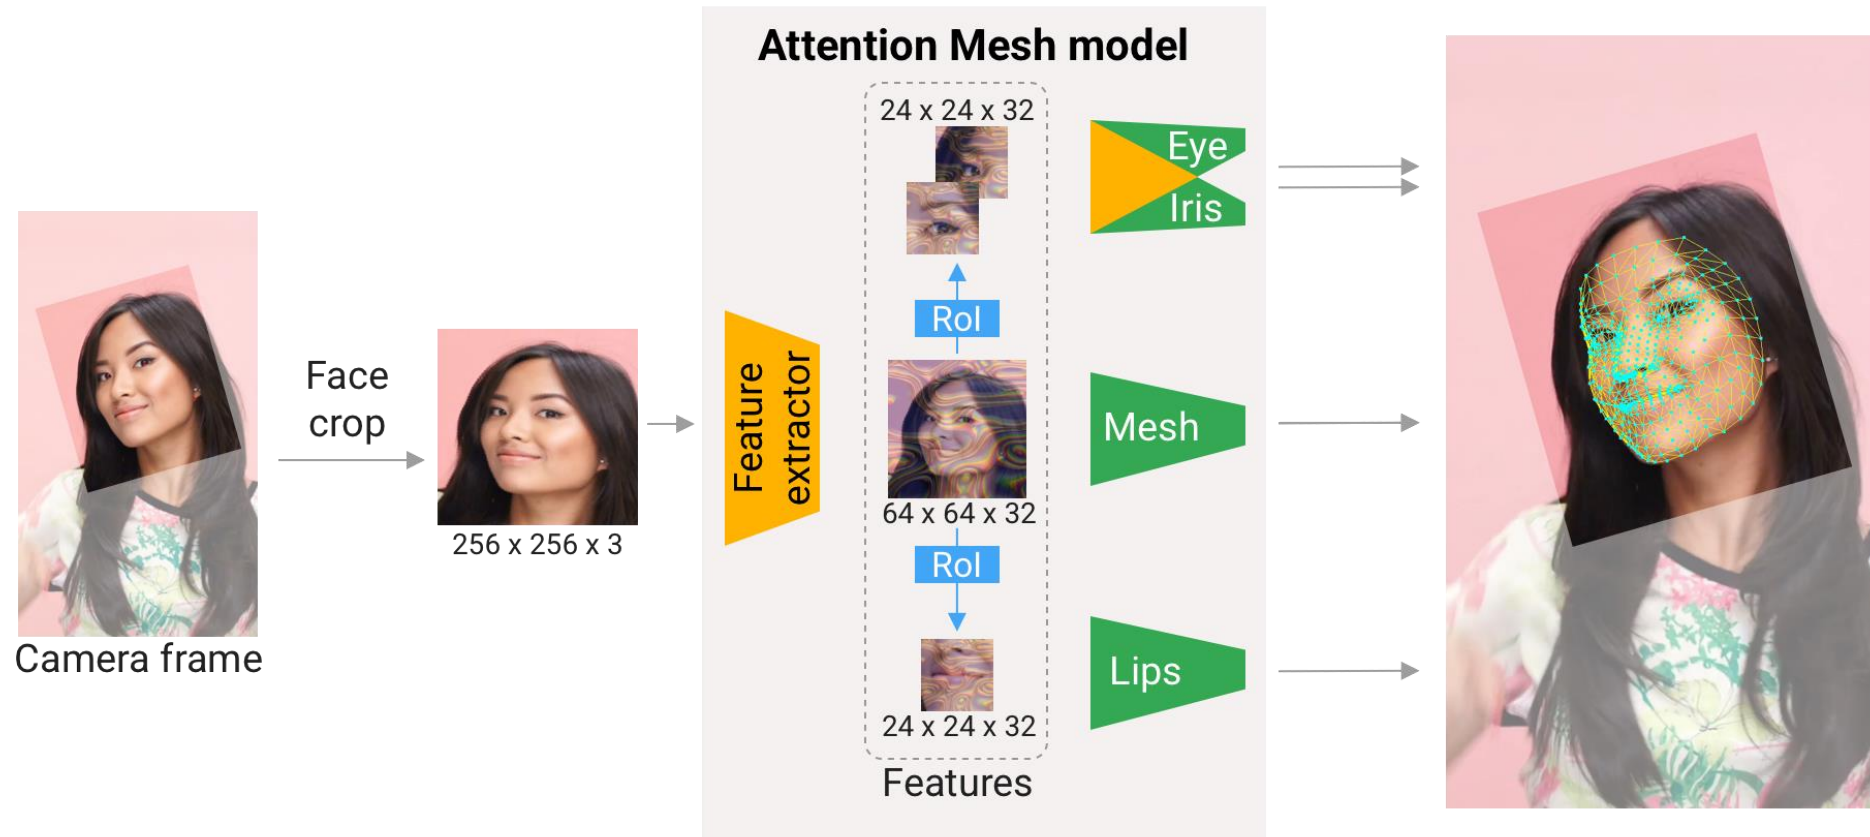 Attention Mesh model
Camera frame
Face
crop
256 x 256 x 3
Feature
extractor
24 x 24 x 32
RoI
64 x 64 x 32
RoI
24 x 24 x 32
Features
Eye
Iris
Mesh
Lips